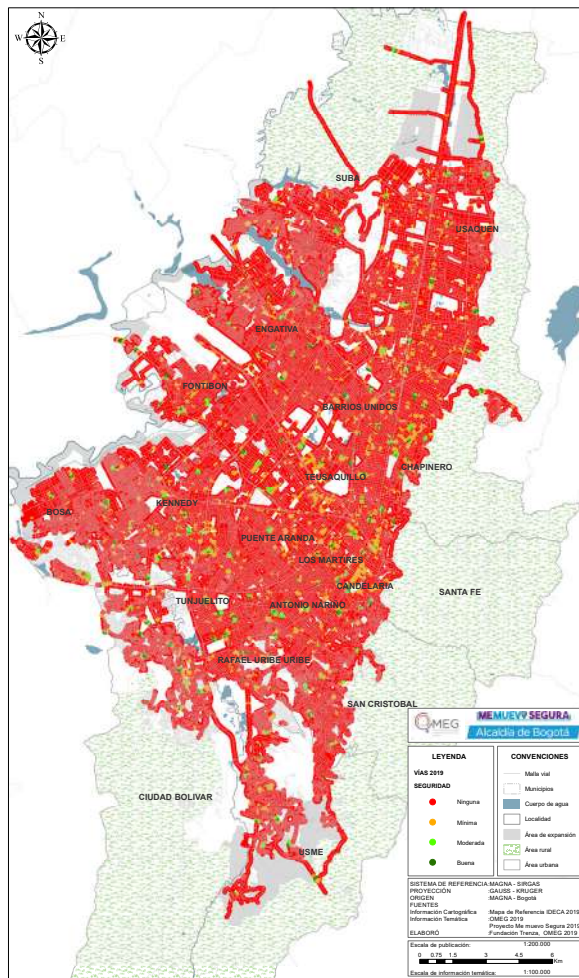 N
W E
S
SUBA
USAQUEN
ENGATIVA
FONTIBON
BARRIOS UNIDOS
CHAPINERO
TEUSAQUILLO
KENNEDY
BOSA
PUENTE ARANDA
LOS MARTIRES
CANDELARIA
SANTA FE
TUNJUELITO
ANTONIO NARIÑO
RAFAEL URIBE URIBE
SAN CRISTOBAL
CIUDAD BOLIVAR
USME
OMEG
ME MUEVO SEGURA
Alcaldía de Bogotá
LEYENDA
VÍAS 2019
SEGURIDAD
Ninguna
Mínima
Moderada
Buena
CONVENCIONES
Malla vial
Municipios
Cuerpo de agua
Localidad
Área de expansión
Área rural
Área urbana
SISTEMA DE REFERENCIA:MAGNA - SIRGAS
PROYECCIÓN :GAUSS - KRUGER
ORIGEN :MAGNA - Bogotá
FUENTES
Información Cartográfica :Mapa de Referencia IDECA 2019
Información Temática :OMEG 2019
Proyecto Me muevo Segura 2019
ELABORÓ :Fundación Trenza, OMEG 2019
Escala de publicación: 1:200.000
0 0.75 1.5 3 4.5 6
Km
Escala de información temática: 1:100.000